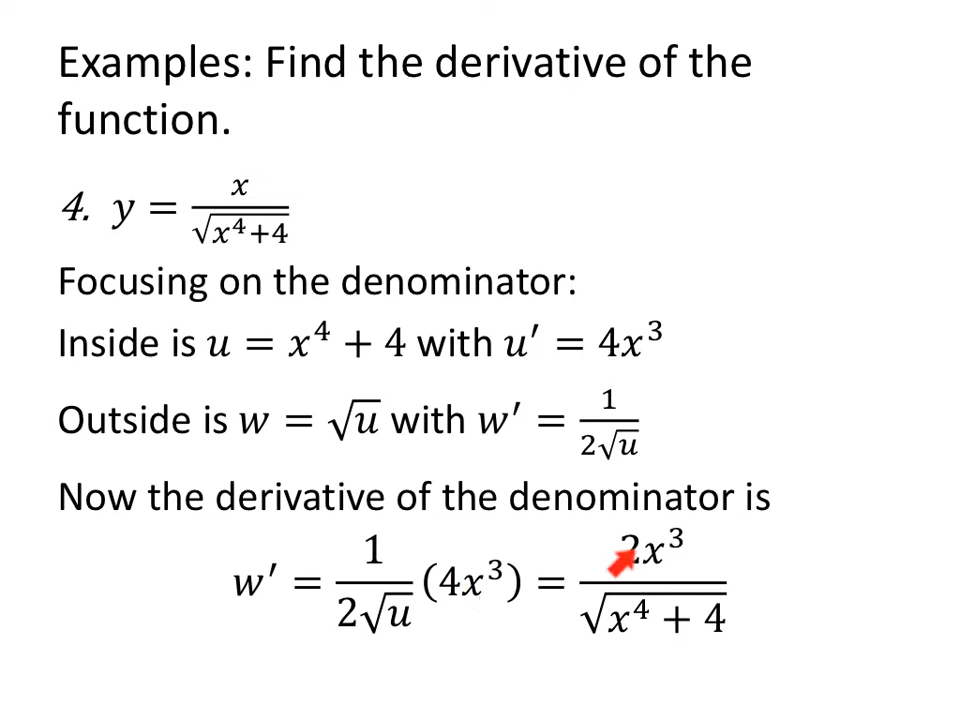 Examples: Find the derivative of the
function.
4. y = x / √(x⁴+4)
Focusing on the denominator:
Inside is u = x⁴ + 4 with u′ = 4x³
Outside is w = √u with w′ = 1 / (2√u)
Now the derivative of the denominator is
w′ = 1 / (2√u) (4x³) = 2x³ / √(x⁴ + 4)